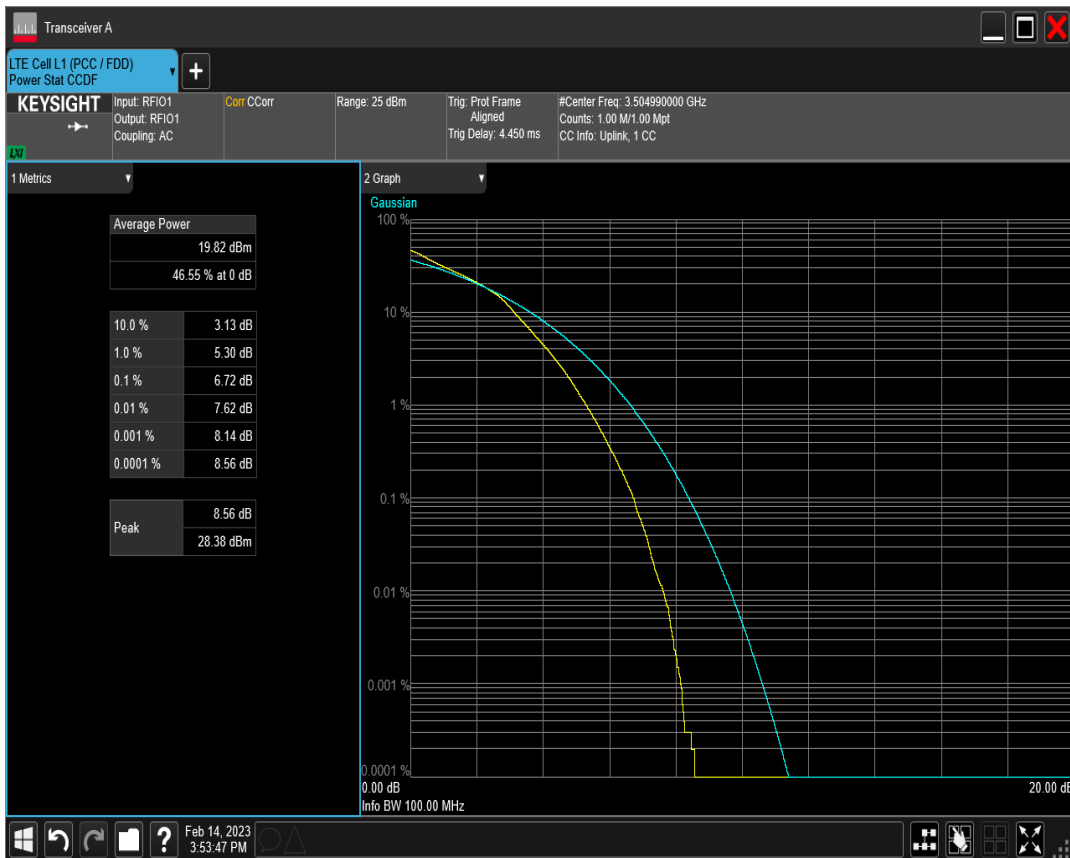 Transceiver A
LTE Cell L1 (PCC / FDD)
Power Stat CCDF
KEYSIGHT
LXI
Input: RFIO1
Output: RFIO1
Coupling: AC
Corr CCorr
Range: 25 dBm
Trig: Prot Frame
Aligned
Trig Delay: 4.450 ms
#Center Freq: 3.504990000 GHz
Counts: 1.00 M/1.00 Mpt
CC Info: Uplink, 1 CC
1 Metrics
Average Power
19.82 dBm
46.55 % at 0 dB
10.0 % 3.13 dB
1.0 % 5.30 dB
0.1 % 6.72 dB
0.01 % 7.62 dB
0.001 % 8.14 dB
0.0001 % 8.56 dB
Peak
8.56 dB
28.38 dBm
2 Graph
Gaussian
100 %
10 %
1 %
0.1 %
0.01 %
0.001 %
0.0001 %
0.00 dB 20.00 dB
Info BW 100.00 MHz
?
Feb 14, 2023
3:53:47 PM